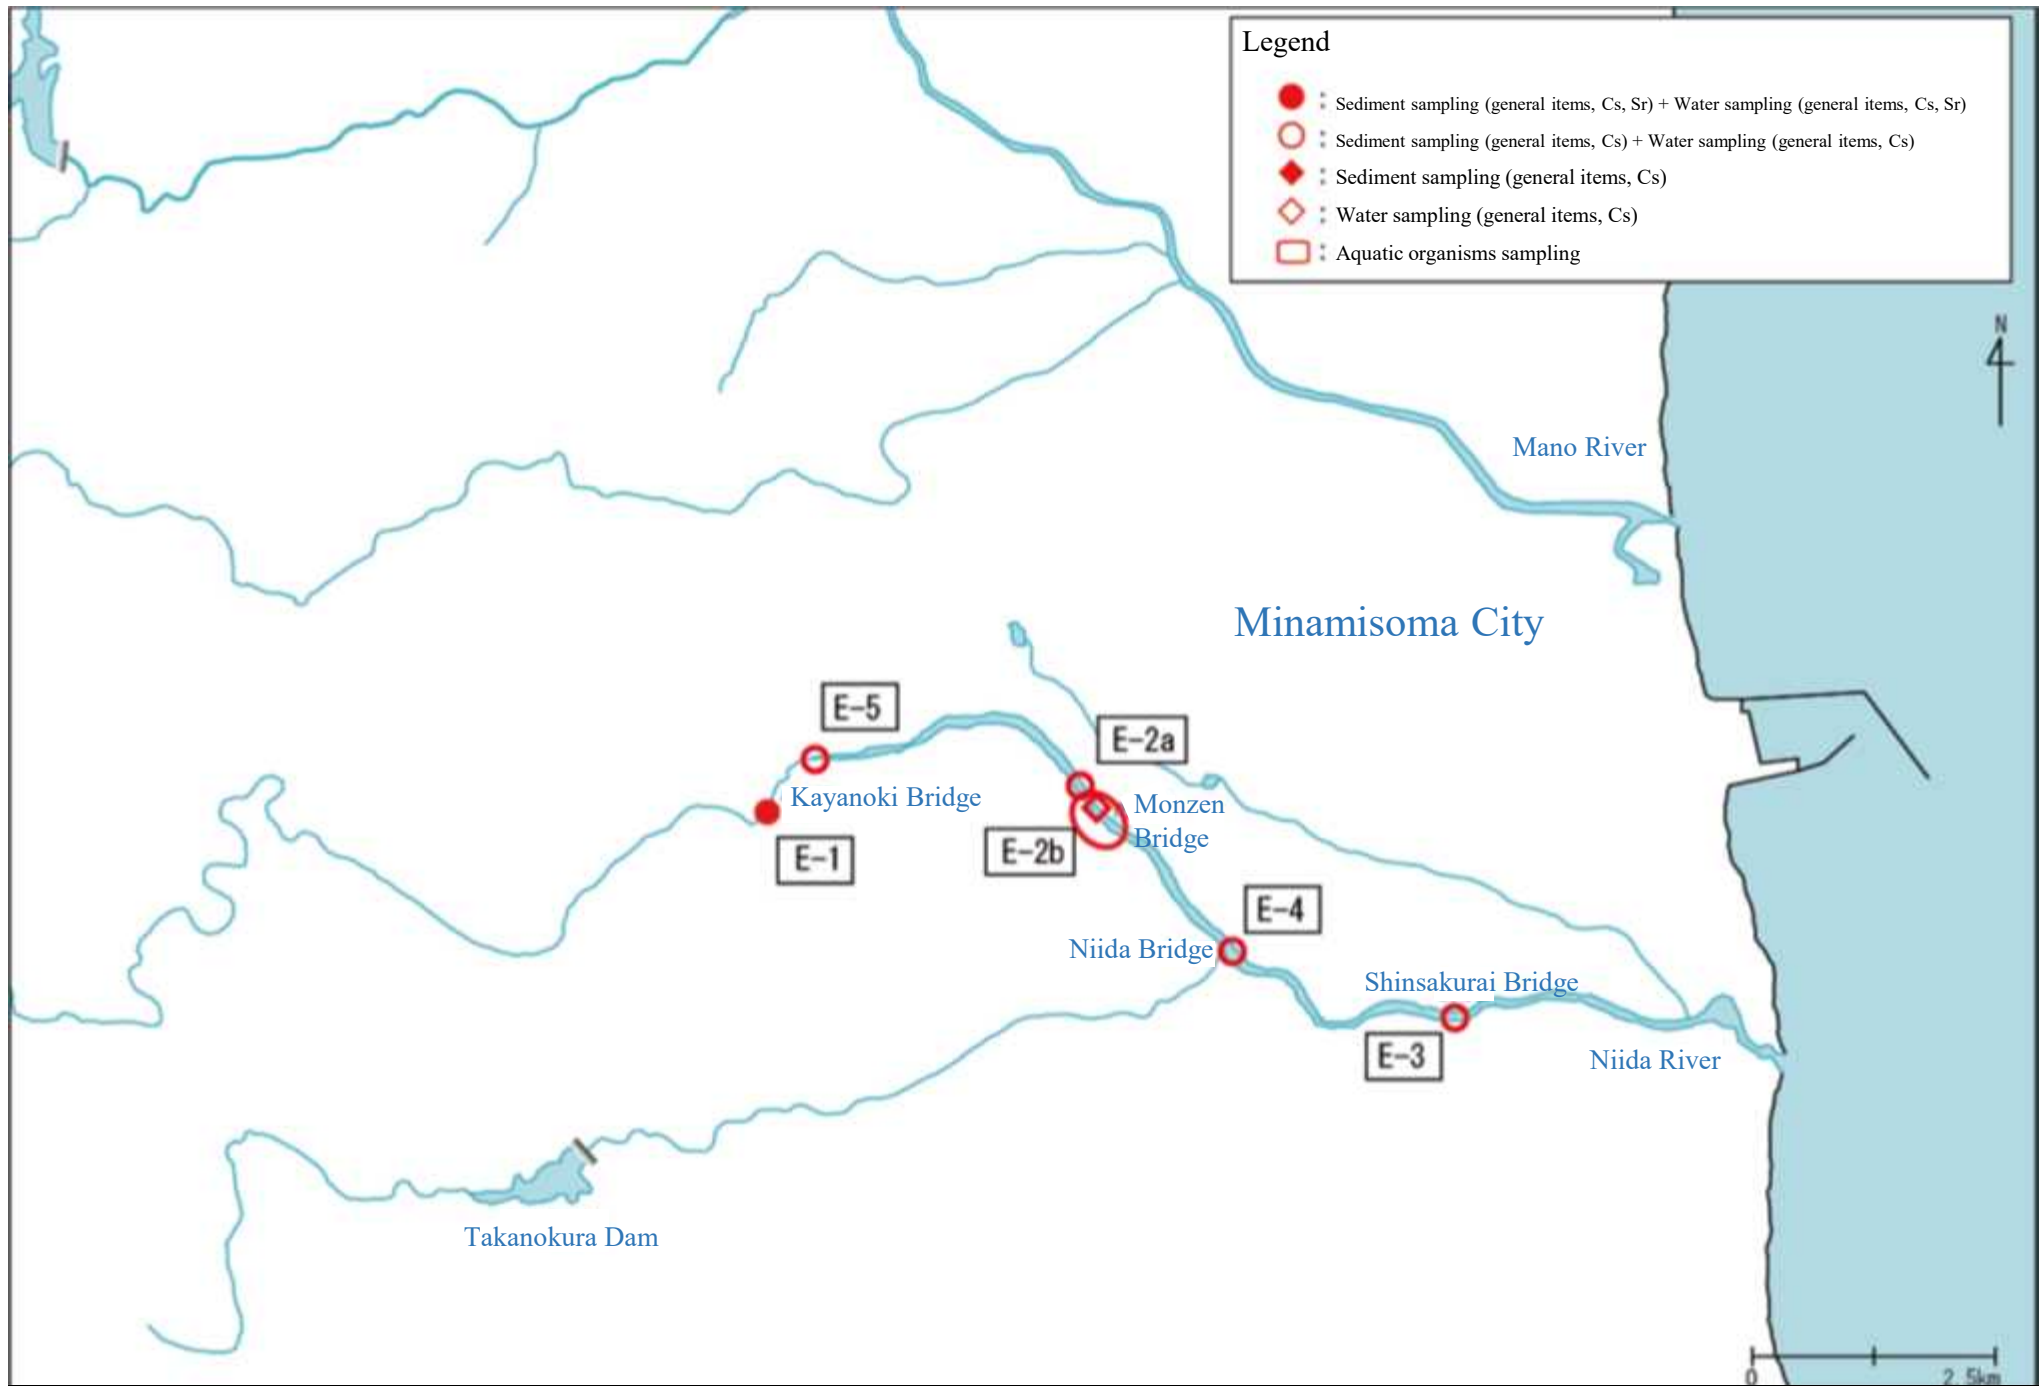 Legend
: Sediment sampling (general items, Cs, Sr) + Water sampling (general items, Cs, Sr)
: Sediment sampling (general items, Cs) + Water sampling (general items, Cs)
: Sediment sampling (general items, Cs)
: Water sampling (general items, Cs)
: Aquatic organisms sampling
N
Mano River
Minamisoma City
E-5
E-2a
Kayanoki Bridge
Monzen
Bridge
E-1
E-2b
E-4
Niida Bridge
Shinsakurai Bridge
E-3
Niida River
Takanokura Dam
0
2.5km